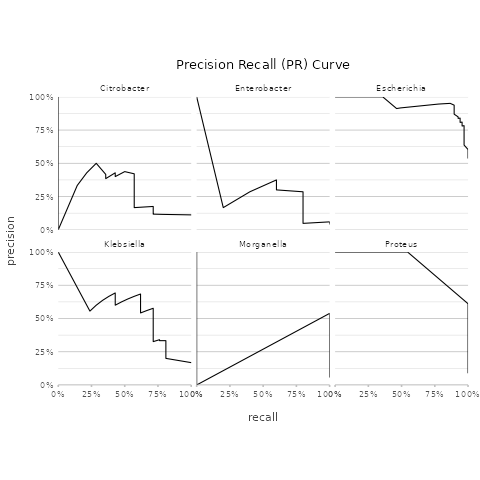 Precision Recall (PR) Curve
Citrobacter
Enterobacter
Escherichia
100%
75%
50%
25%
0%
Klebsiella
Morganella
Proteus
100%
75%
50%
25%
0%
0% 25% 50% 75% 100% 0% 25% 50% 75% 100% 0% 25% 50% 75% 100%
precision
recall